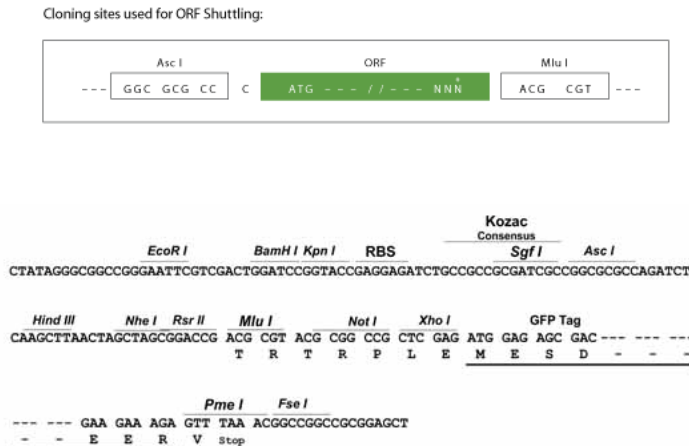 Cloning sites used for ORF Shuttling:
Asc I ORF Mlu I
--- GGC GCG CC C ATG --- // --- NNN* ACG CGT ---
Kozac
Consensus
EcoR I BamH I Kpn I RBS Sgf I Asc I
CTATAGGGCGGCCGGGAATTCGTCGACTGGATCCGGTACCGAGGAGATCTGCCGCCGCGATCGCCGGCGCGCCAGATCT
Hind III Nhe I Rsr II Mlu I Not I Xho I GFP Tag
CAAGCTTAACTAGCTAGCGGACCG ACG CGT ACG CGG CCG CTC GAG ATG GAG AGC GAC--- --- ---
T R T R P L E M E S D - - -
Pme I Fse I
--- --- GAA GAA AGA GTT TAA ACGGCCGGCCGCGGAGCT
- - E E R V Stop